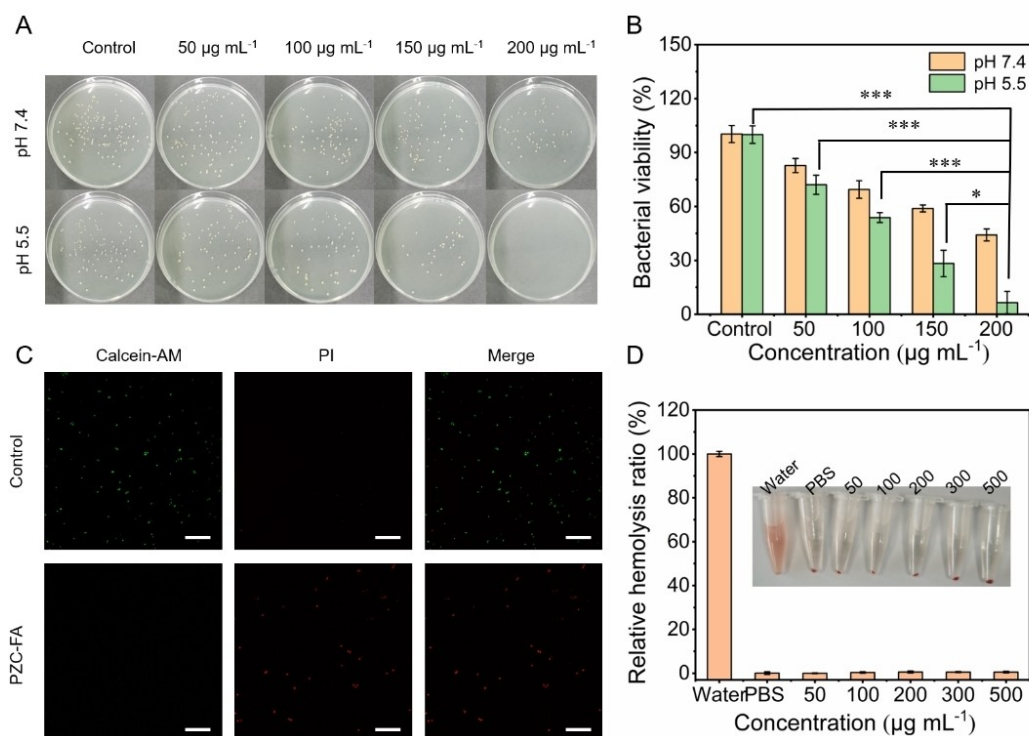 A
Control 50 μg mL⁻¹ 100 μg mL⁻¹ 150 μg mL⁻¹ 200 μg mL⁻¹
pH 7.4
pH 5.5
B
Bacterial viability (%)
150
120
90
60
30
0
pH 7.4
pH 5.5
***
***
***
*
Control 50 100 150 200
Concentration (μg mL⁻¹)
C
Calcein-AM PI Merge
Control
PZC-FA
D
Relative hemolysis ratio (%)
120
100
80
60
40
20
0
Water PBS 50 100 200 300 500
Water PBS 50 100 200 300 500
Concentration (μg mL⁻¹)